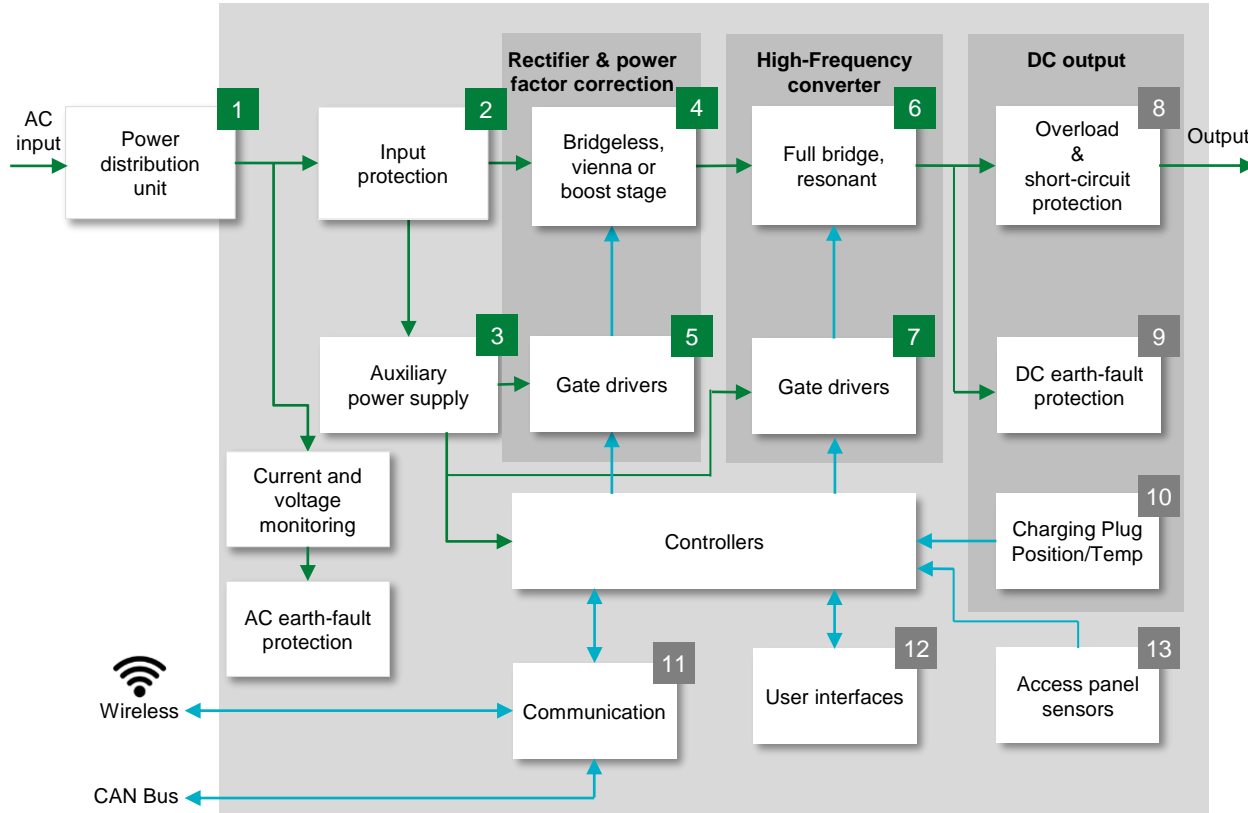 Rectifier & power
factor correction
High-Frequency
converter
DC output
AC
input
1
Power
distribution
unit
2
Input
protection
4
Bridgeless,
vienna or
boost stage
6
Full bridge,
resonant
8
Overload
&
short-circuit
protection
Output
3
Auxiliary
power supply
5
Gate drivers
7
Gate drivers
9
DC earth-fault
protection
Current and
voltage
monitoring
Controllers
10
Charging Plug
Position/Temp
AC earth-fault
protection
11
Communication
12
User interfaces
13
Access panel
sensors
Wireless
CAN Bus